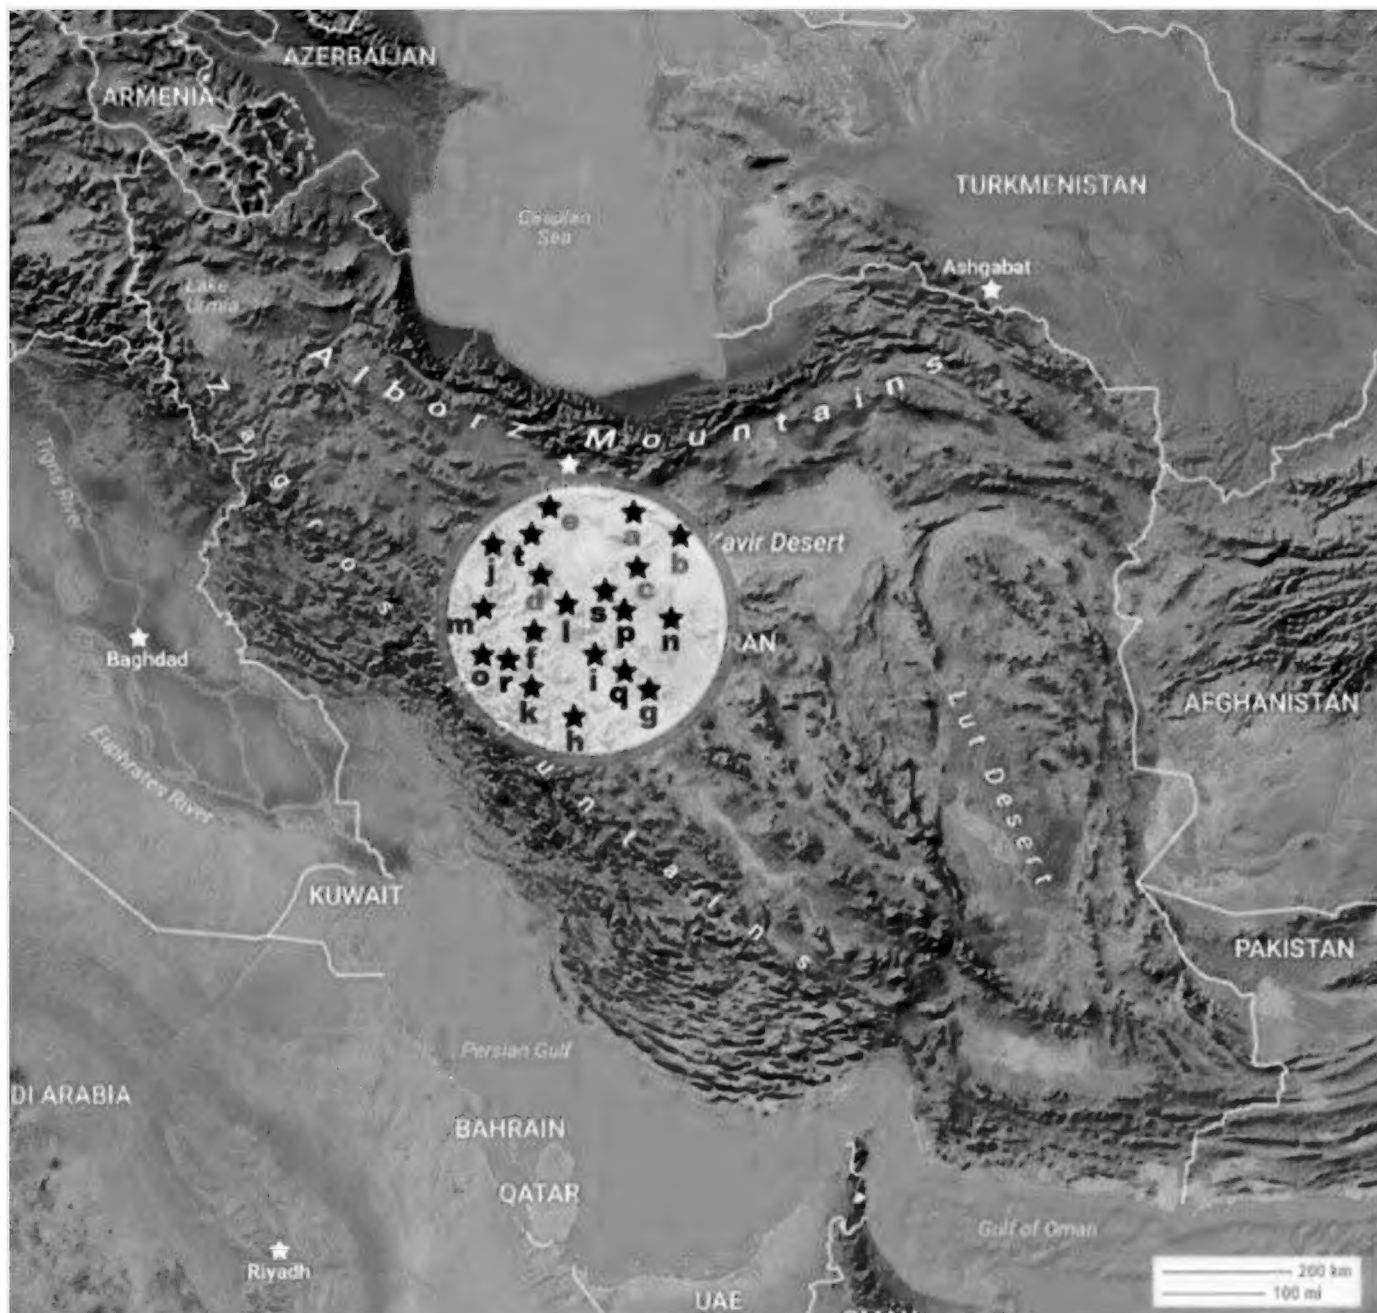 AZERBAIJAN
ARMENIA
TURKMENISTAN
Caspian
Sea
Ashgabat
Lake
Urmia
Alborz Mountains
Zagros
untains
Tigris River
Kavir Desert
e
a
t
b
j
d
c
s
m
l
p
n
RAN
f
o
r
i
k
q
g
h
Baghdad
Euphrates River
Lut Desert
AFGHANISTAN
KUWAIT
PAKISTAN
Persian Gulf
DI ARABIA
BAHRAIN
QATAR
Gulf of Oman
Riyadh
200 km
100 mi
UAE